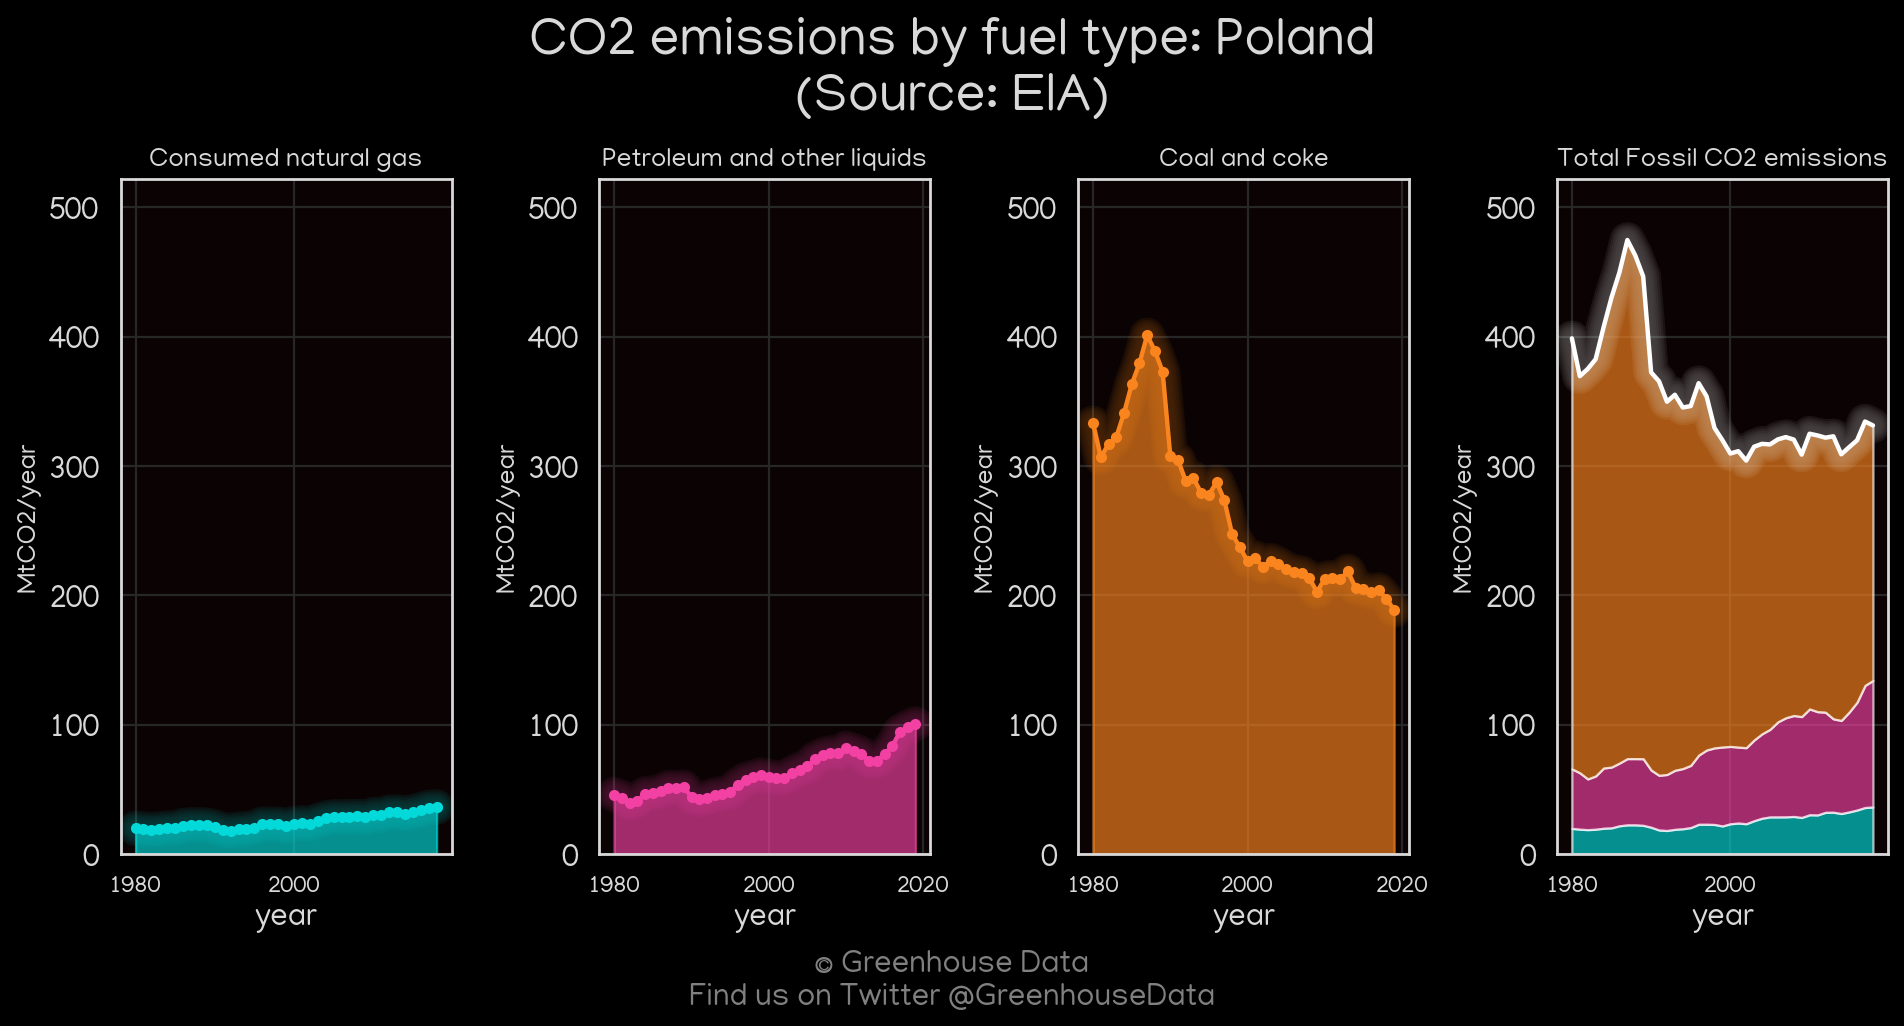 CO2 emissions by fuel type: Poland
(Source: EIA)
Consumed natural gas
500
400
300
200
100
0
MtCO2/year
1980 2000
year
Petroleum and other liquids
500
400
300
200
100
0
MtCO2/year
1980 2000 2020
year
Coal and coke
500
400
300
200
100
0
MtCO2/year
1980 2000 2020
year
Total Fossil CO2 emissions
500
400
300
200
100
0
MtCO2/year
1980 2000
year
© Greenhouse Data
Find us on Twitter @GreenhouseData